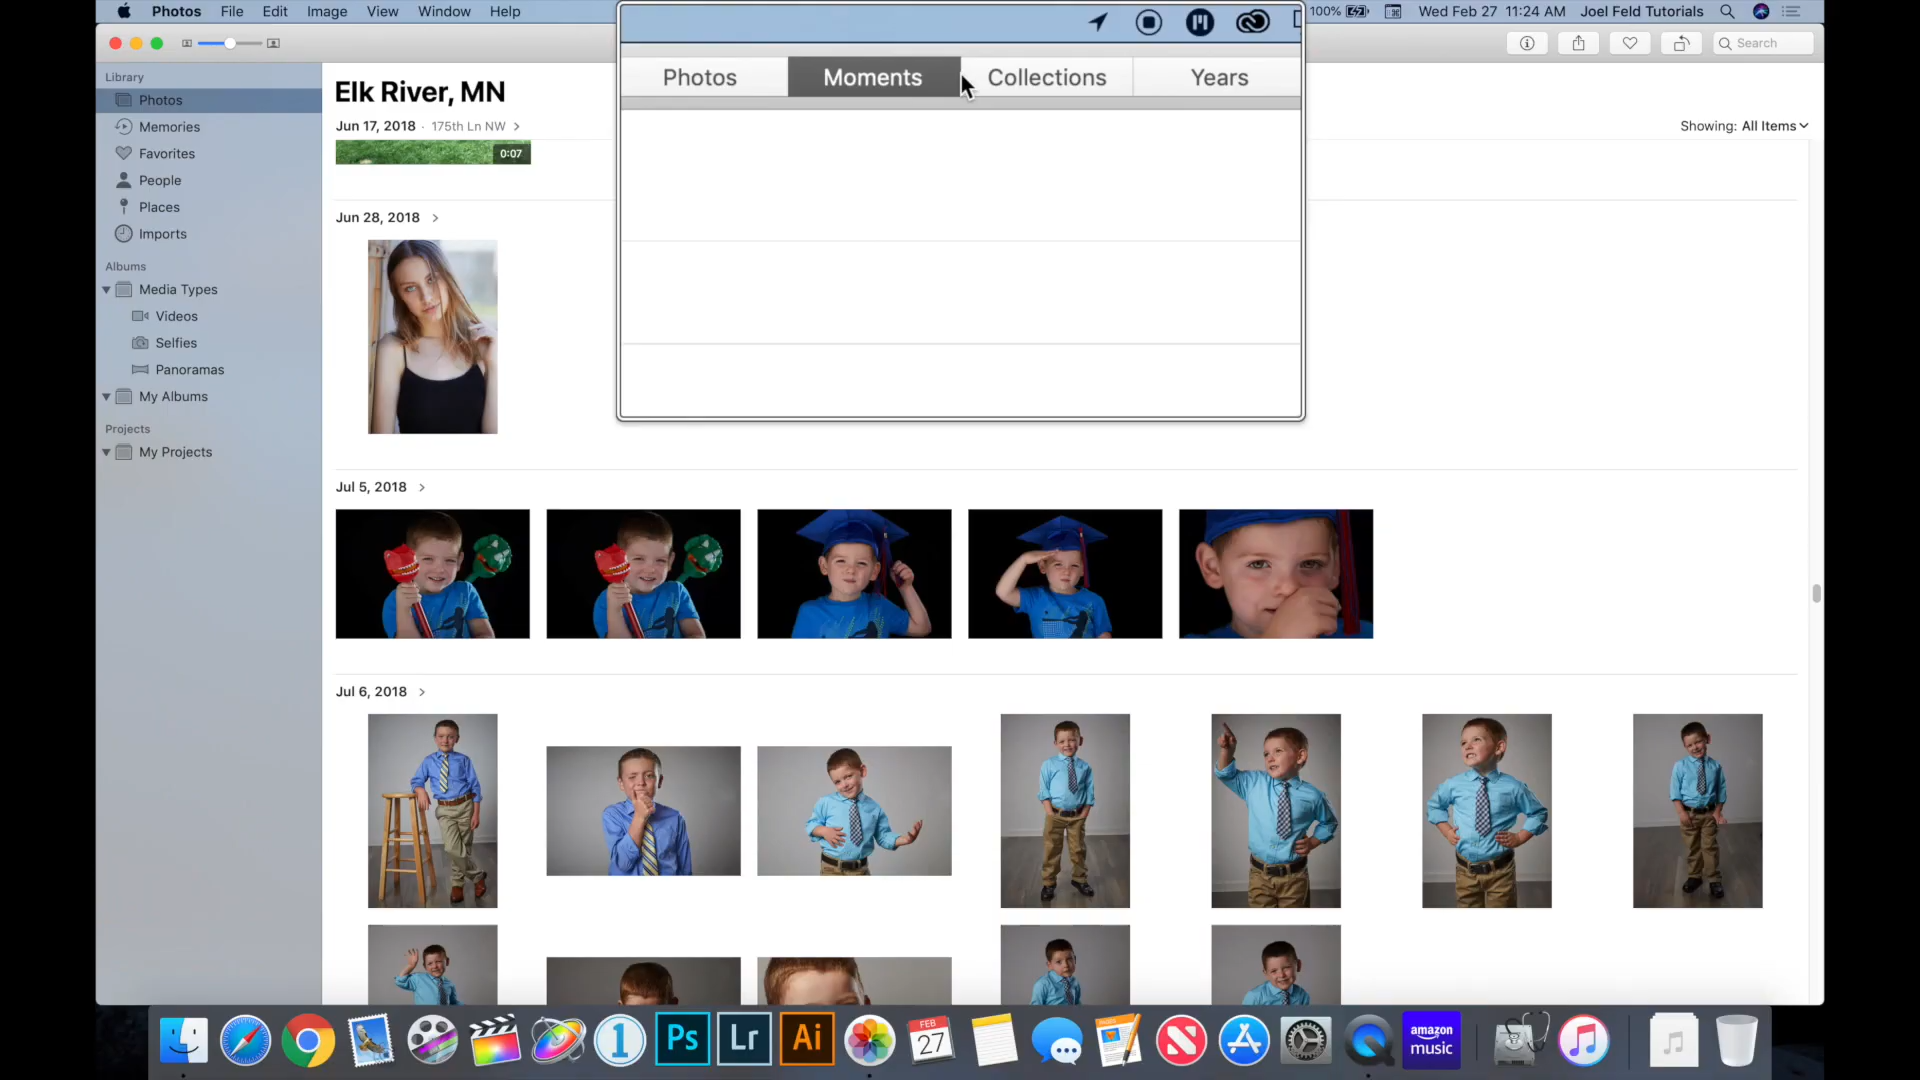 Photos File Edit Image View Window Help
100% Wed Feb 27 11:24 AM Joel Feld Tutorials
Search
Photos Moments Collections Years
Library
Photos
Memories
Favorites
People
Places
Imports
Albums
Media Types
Videos
Selfies
Panoramas
My Albums
Projects
My Projects
Elk River, MN
Jun 17, 2018 · 175th Ln NW >
Showing: All Items
0:07
Jun 28, 2018 >
Jul 5, 2018 >
Jul 6, 2018 >
1
Ps
Lr
Ai
FEB
27
amazon
music